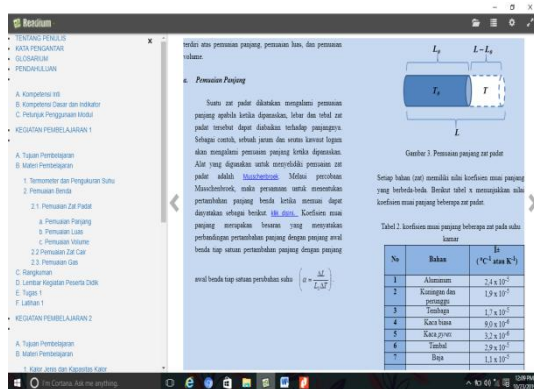 Readium
TENTANG PENULIS
KATA PENGANTAR
GLOSARIUM
PENDAHULUAN
A. Kompetensi Inti
B. Kompetensi Dasar dan Indikator
C. Petunjuk Penggunaan Modul
KEGIATAN PEMBELAJARAN 1
A. Tujuan Pembelajaran
B. Materi Pembelajaran
1. Termometer dan Pengukuran Suhu
2. Pemuaian Benda
2.1. Pemuaian Zat Padat
a. Pemuaian Panjang
b. Pemuaian Luas
c. Pemuaian Volume
2.2 Pemuaian Zat Cair
2.3. Pemuaian Gas
C. Rangkuman
D. Lembar Kegiatan Peserta Didik
E. Tugas 1
F. Latihan 1
KEGIATAN PEMBELAJARAN 2
A. Tujuan Pembelajaran
B. Materi Pembelajaran
1. Kalor Jenis dan Kapasitas Kalor
x
terdiri atas pemuaian panjang, pemuaian luas, dan pemuaian
volume.
a. Pemuaian Panjang
Suatu zat padat dikatakan mengalami pemuaian
panjang apabila ketika dipanaskan, lebar dan tebal zat
padat tersebut dapat diabaikan terhadap panjangnya.
Sebagai contoh, sebuah jarum dan seutas kawat logam
akan mengalami pemuaian panjang ketika dipanaskan.
Alat yang digunakan untuk menyelidiki pemuaian zat
padat adalah Musschenbroek. Melalui percobaan
Musschenbroek, maka persamaan untuk menentukan
pertambahan panjang benda ketika memuai dapat
dinyatakan sebagai berikut. klik disini. Koefisien muai
panjang merupakan besaran yang menyatakan
perbandingan pertambahan panjang dengan panjang awal
benda tiap satuan perubahan suhu (α = ΔL / L₀ΔT)
L₀ L – L₀
T₀ T
L
Gambar 3. Pemuaian panjang zat padat
Setiap bahan (zat) memiliki nilai koefisien muai panjang
yang berbeda-beda. Berikut tabel x menunjukkan nilai
koefisien muai panjang beberapa zat padat.
Tabel 2. koefisien muai panjang beberapa zat pada suhu
kamar
No Bahan (°C⁻¹ atau K⁻¹)
1 Aluminum 2,4 x 10⁻⁵
2 Kuningan dan perunggu 1,9 x 10⁻⁵
3 Tembaga 1,7 x 10⁻⁵
4 Kaca biasa 9,0 x 10⁻⁶
5 Kaca pyrex 3,2 x 10⁻⁶
6 Timbal 2,9 x 10⁻⁵
7 Baja 1,1 x 10⁻⁵
I'm Cortana. Ask me anything.
12:09 PM